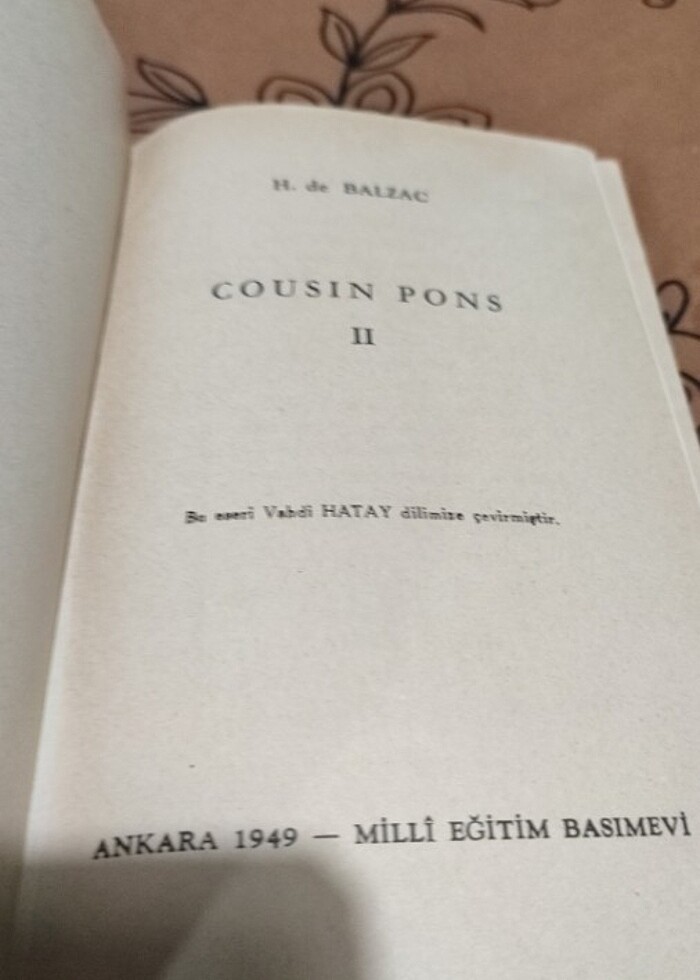 H. de BALZAC
COUSIN PONS
II
Bu eseri Vahdi HATAY dilimize çevirmiştir.
ANKARA 1949 — MİLLÎ EĞİTİM BASIMEVİ